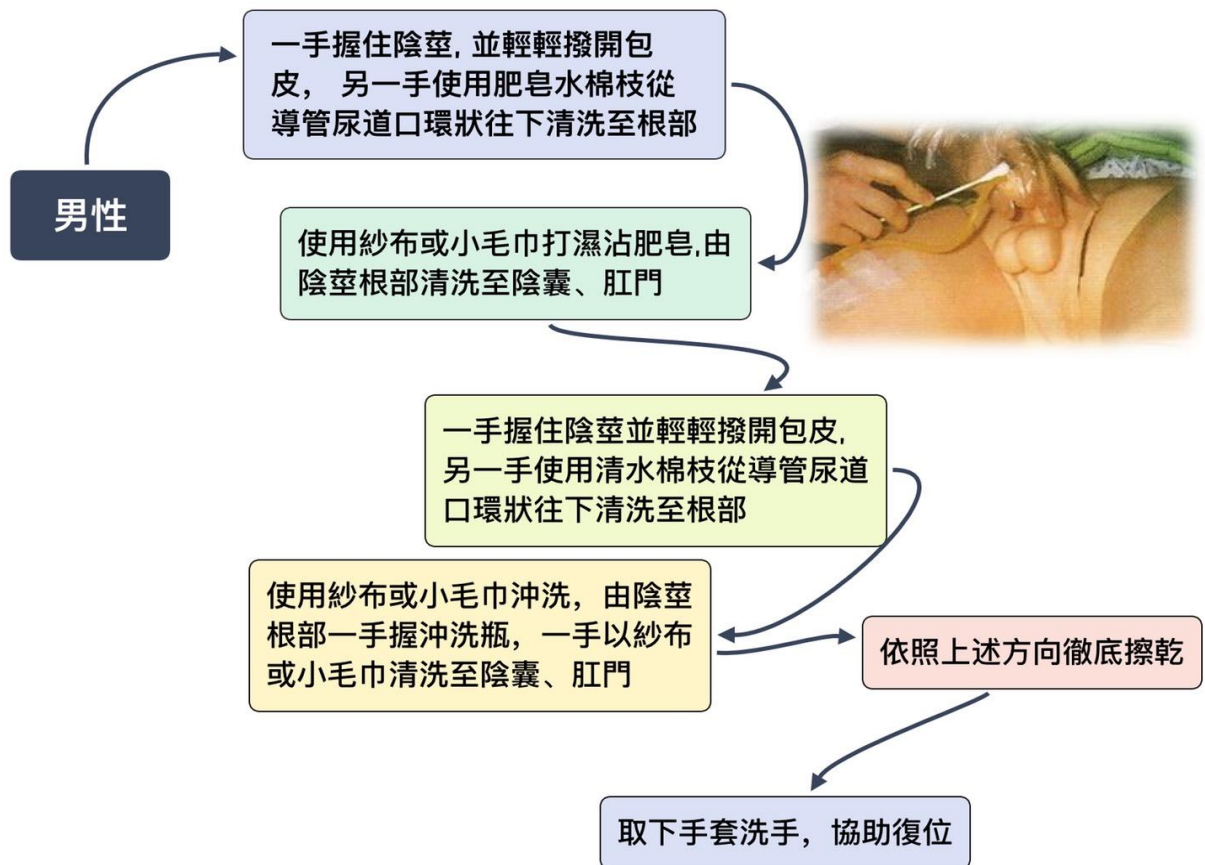 男性
一手握住陰莖, 並輕輕撥開包
皮， 另一手使用肥皂水棉枝從
導管尿道口環狀往下清洗至根部
使用紗布或小毛巾打濕沾肥皂,由
陰莖根部清洗至陰囊、肛門
一手握住陰莖並輕輕撥開包皮,
另一手使用清水棉枝從導管尿道
口環狀往下清洗至根部
使用紗布或小毛巾沖洗，由陰莖
根部一手握沖洗瓶，一手以紗布
或小毛巾清洗至陰囊、肛門
依照上述方向徹底擦乾
取下手套洗手，協助復位